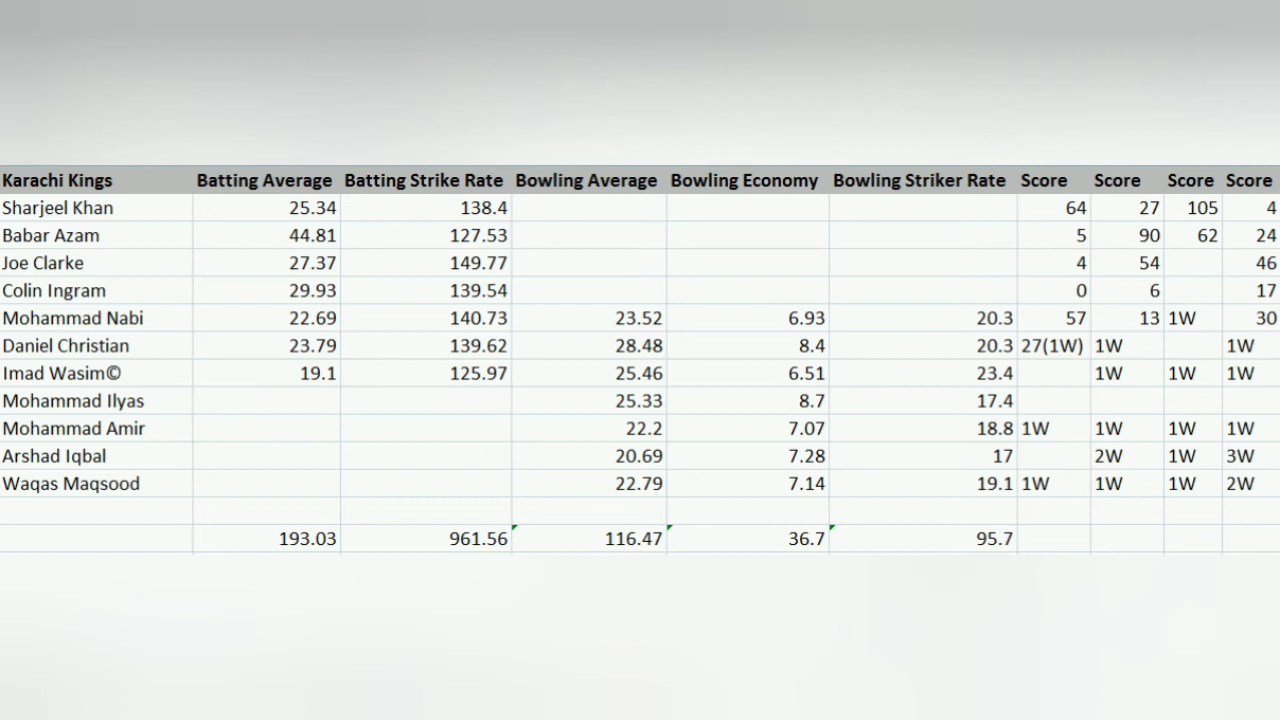 Karachi Kings Batting Average Batting Strike Rate Bowling Average Bowling Economy Bowling Striker Rate Score Score Score Score
Sharjeel Khan 25.34 138.4 64 27 105 4
Babar Azam 44.81 127.53 5 90 62 24
Joe Clarke 27.37 149.77 4 54 46
Colin Ingram 29.93 139.54 0 6 17
Mohammad Nabi 22.69 140.73 23.52 6.93 20.3 57 13 1W 30
Daniel Christian 23.79 139.62 28.48 8.4 20.3 27(1W) 1W 1W
Imad Wasim© 19.1 125.97 25.46 6.51 23.4 1W 1W 1W
Mohammad Ilyas 25.33 8.7 17.4
Mohammad Amir 22.2 7.07 18.8 1W 1W 1W 1W
Arshad Iqbal 20.69 7.28 17 2W 1W 3W
Waqas Maqsood 22.79 7.14 19.1 1W 1W 1W 2W
193.03 961.56 116.47 36.7 95.7